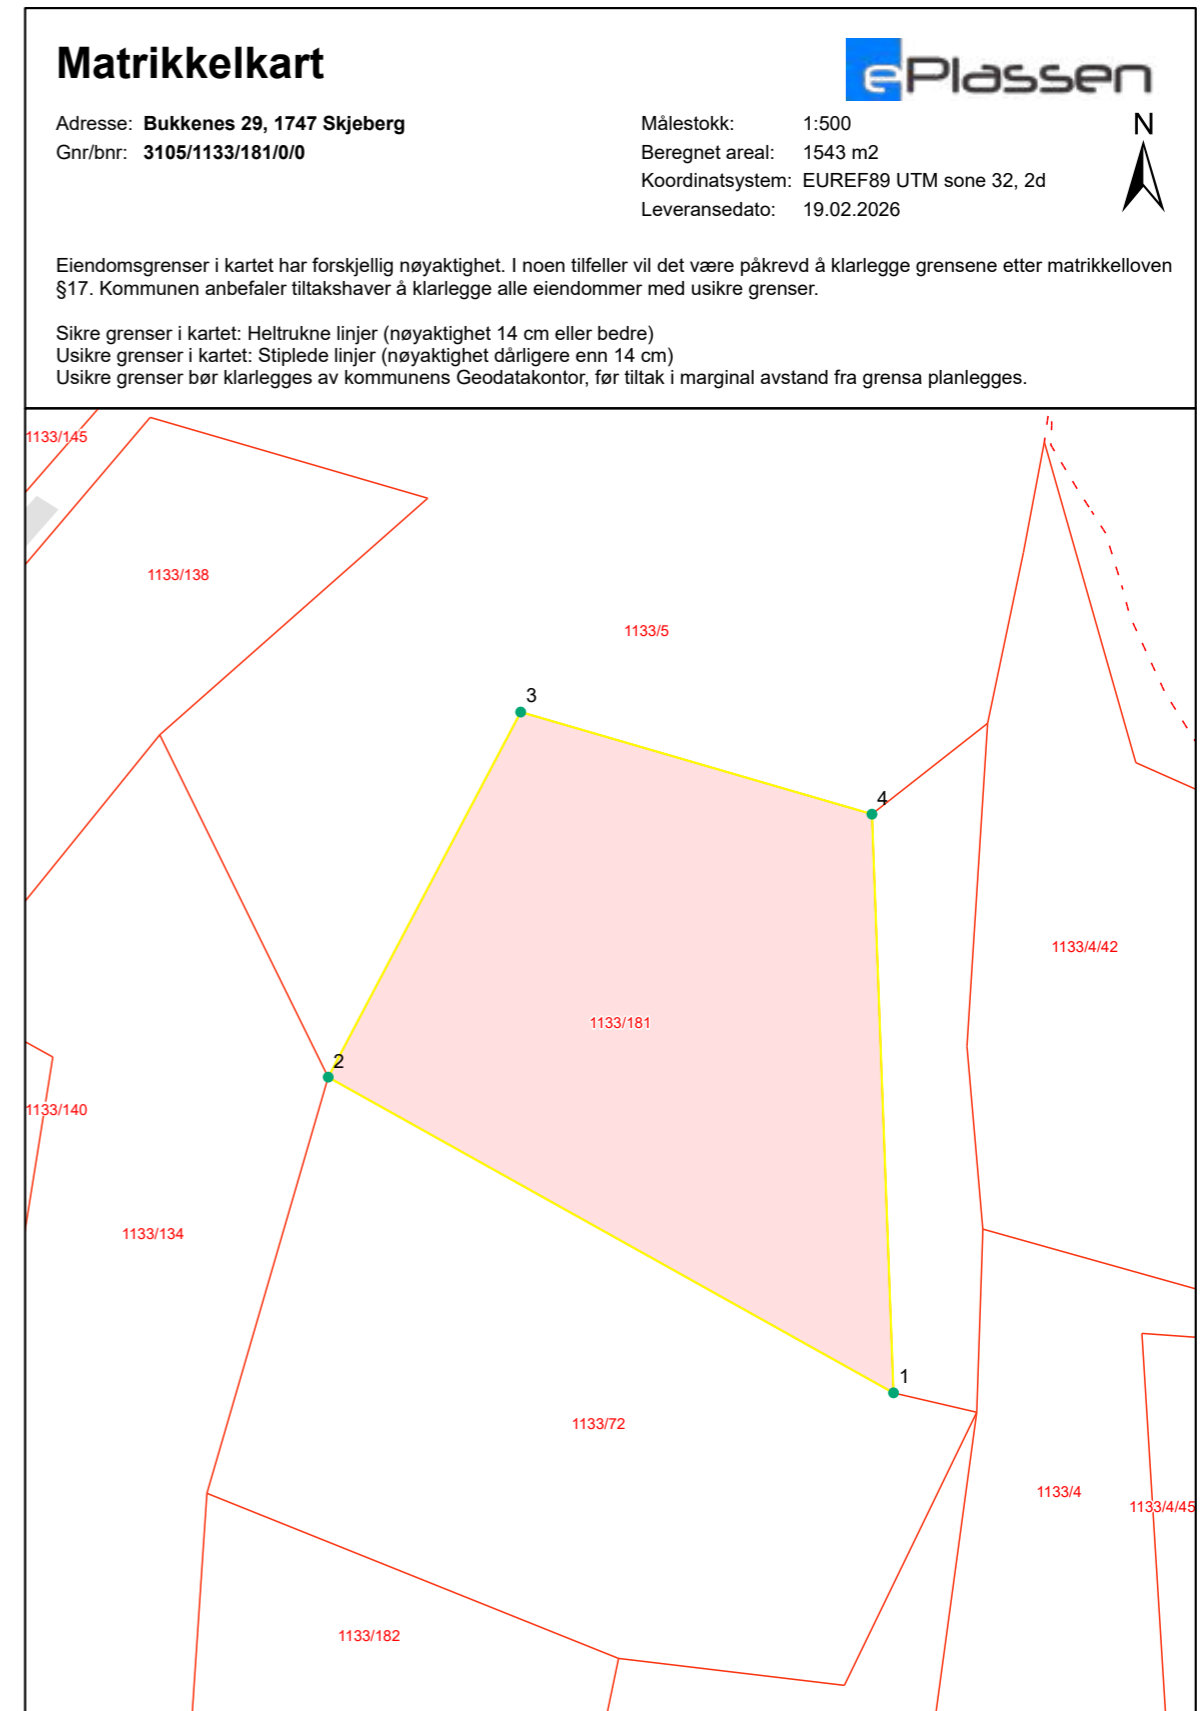 Matrikkelkart
ePlassen
Adresse: Bukkenes 29, 1747 Skjeberg
Gnr/bnr: 3105/1133/181/0/0
Målestokk: 1:500
Beregnet areal: 1543 m2
Koordinatsystem: EUREF89 UTM sone 32, 2d
Leveransedato: 19.02.2026
N
Eiendomsgrenser i kartet har forskjellig nøyaktighet. I noen tilfeller vil det være påkrevd å klarlegge grensene etter matrikkelloven
§17. Kommunen anbefaler tiltakshaver å klarlegge alle eiendommer med usikre grenser.
Sikre grenser i kartet: Heltrukne linjer (nøyaktighet 14 cm eller bedre)
Usikre grenser i kartet: Stiplede linjer (nøyaktighet dårligere enn 14 cm)
Usikre grenser bør klarlegges av kommunens Geodatakontor, før tiltak i marginal avstand fra grensa planlegges.
1133/145
1133/138
1133/5
3
4
1133/4/42
1133/181
2
1133/140
1133/134
1
1133/72
1133/4
1133/4/45
1133/182